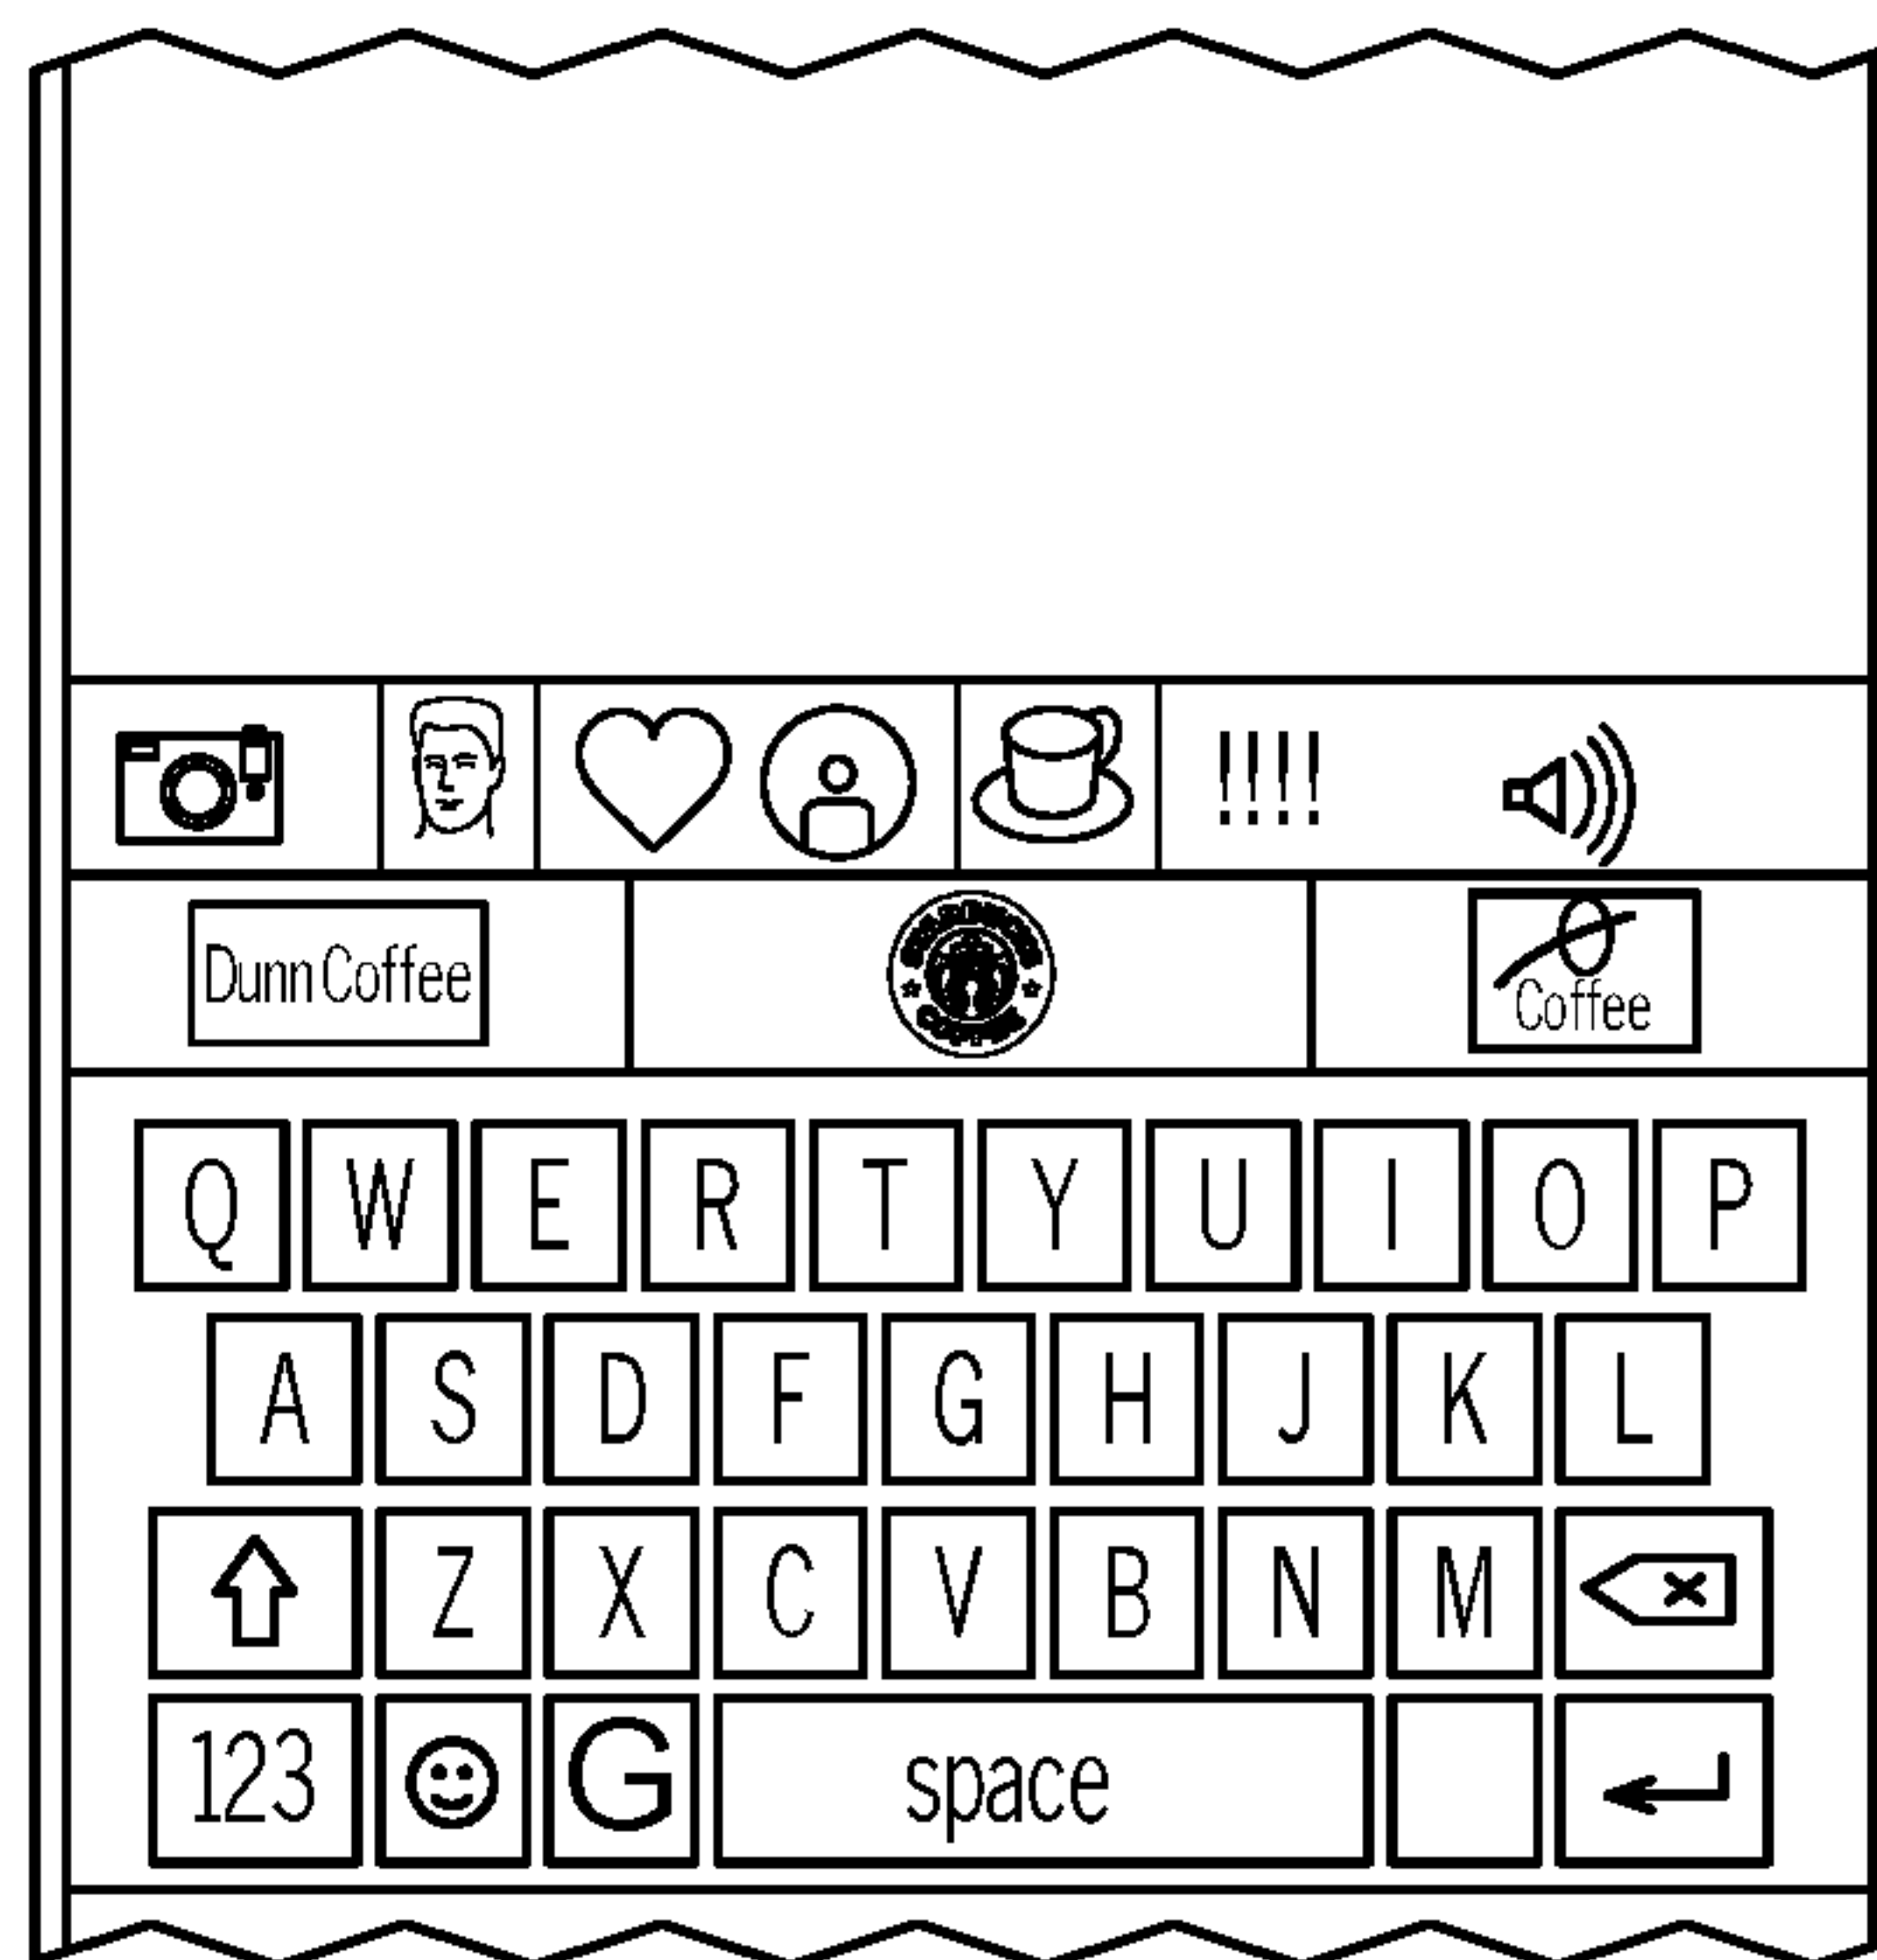 !!!!
Dunn Coffee
Coffee
Q W E R T Y U I O P
A S D F G H J K L
Z X C V B N M
123 G space